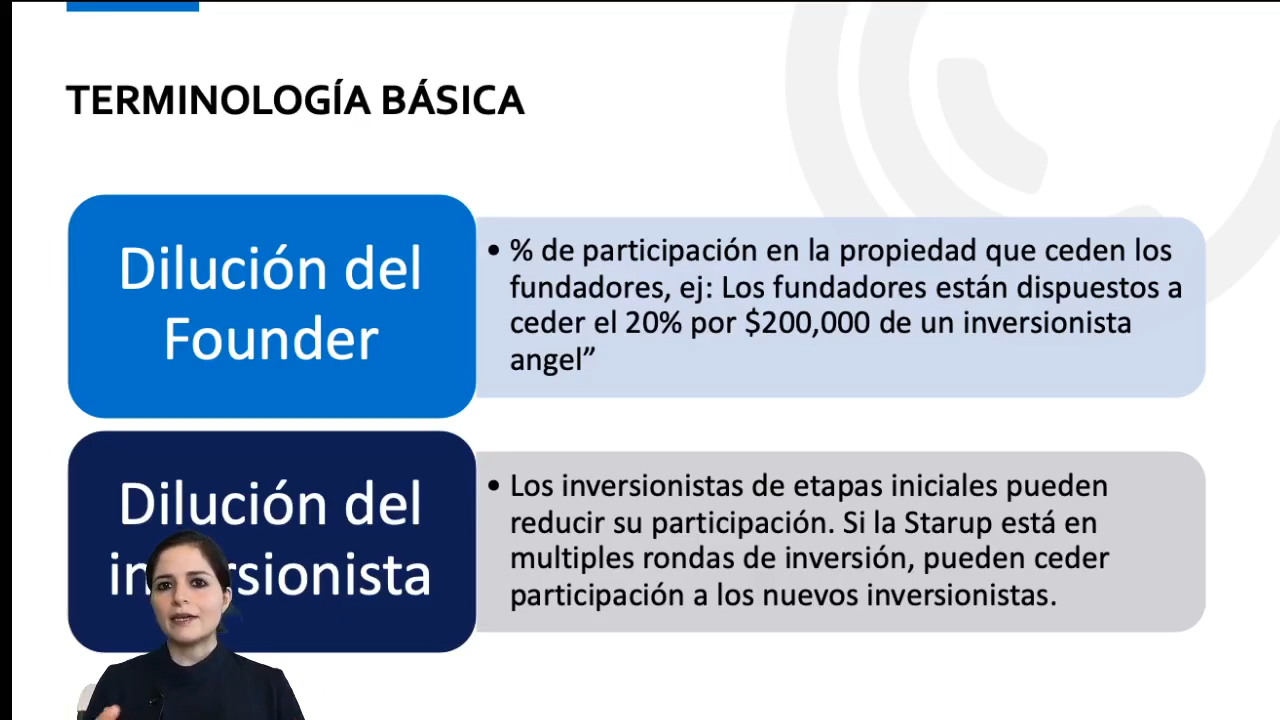 TERMINOLOGÍA BÁSICA
Dilución del
Founder
• % de participación en la propiedad que ceden los
fundadores, ej: Los fundadores están dispuestos a
ceder el 20% por $200,000 de un inversionista
angel”
Dilución del
inversionista
• Los inversionistas de etapas iniciales pueden
reducir su participación. Si la Starup está en
multiples rondas de inversión, pueden ceder
participación a los nuevos inversionistas.